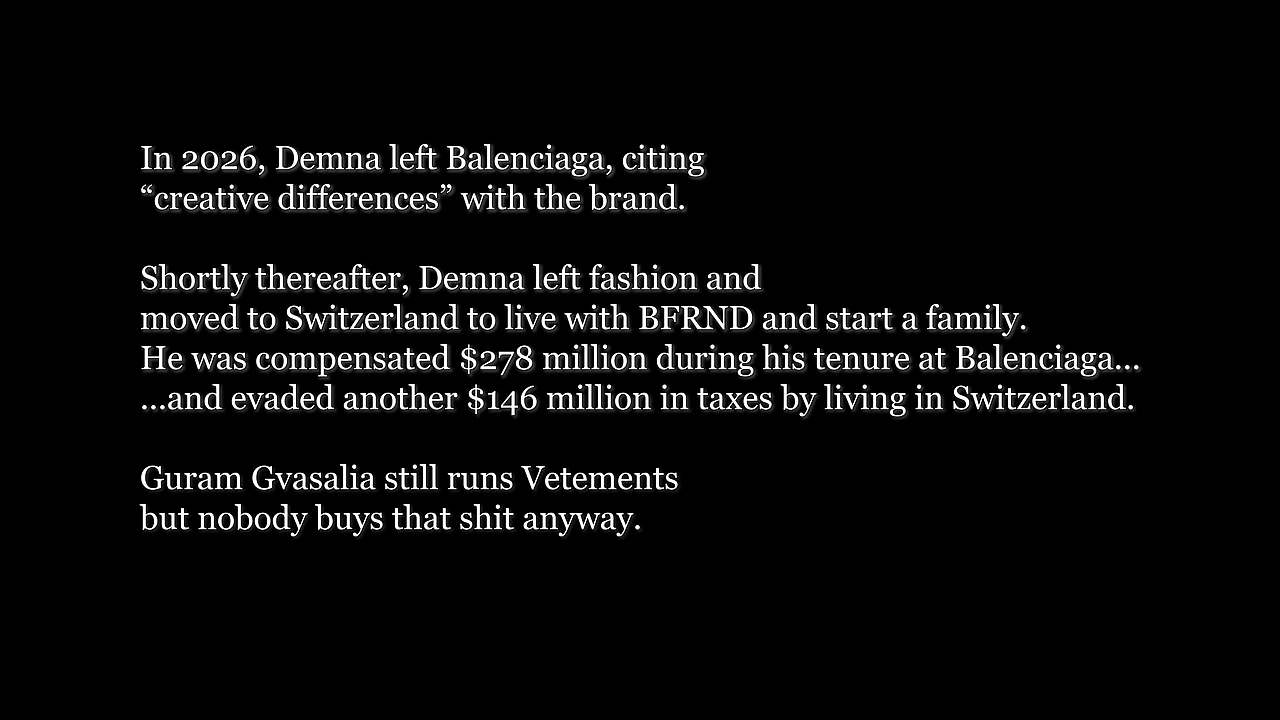 In 2026, Demna left Balenciaga, citing
“creative differences” with the brand.
Shortly thereafter, Demna left fashion and
moved to Switzerland to live with BFRND and start a family.
He was compensated $278 million during his tenure at Balenciaga...
...and evaded another $146 million in taxes by living in Switzerland.
Guram Gvasalia still runs Vetements
but nobody buys that shit anyway.